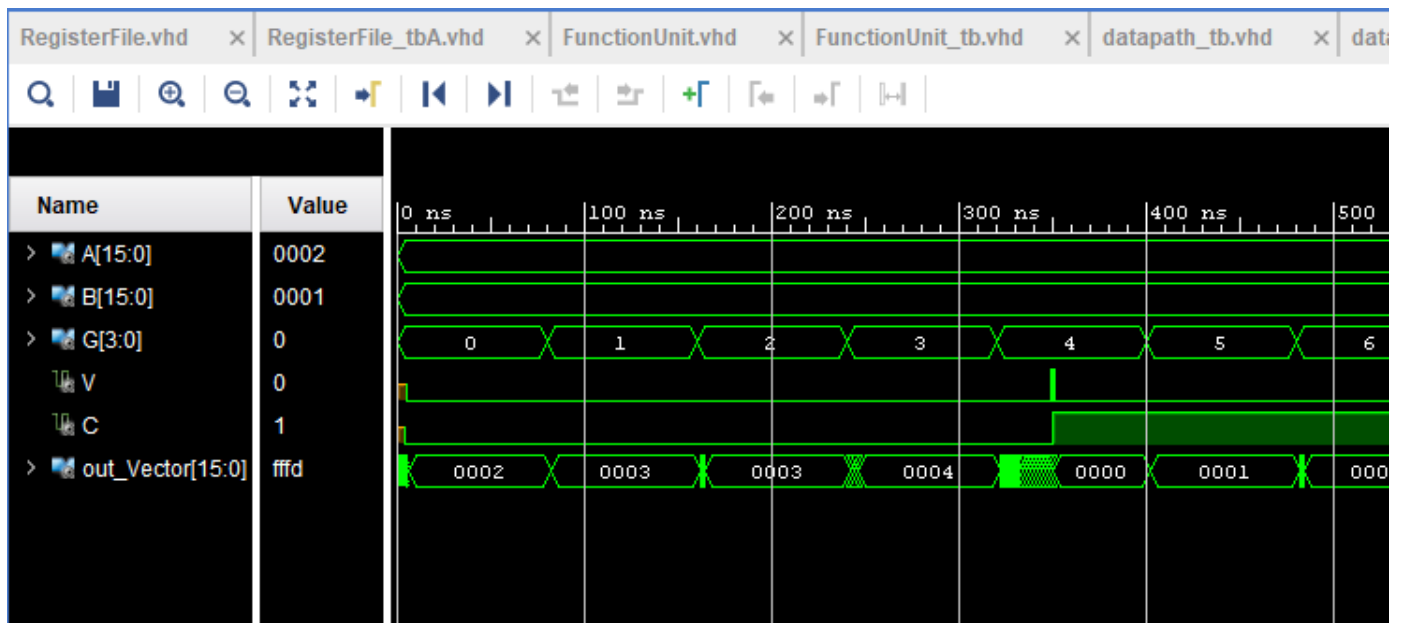 RegisterFile.vhd × RegisterFile_tbA.vhd × FunctionUnit.vhd × FunctionUnit_tb.vhd × datapath_tb.vhd × data
Name Value 0 ns 100 ns 200 ns 300 ns 400 ns 500
> A[15:0] 0002
> B[15:0] 0001
> G[3:0] 0 0 1 2 3 4 5 6
V 0
C 1
> out_Vector[15:0] fffd 0002 0003 0003 0004 0000 0001 000